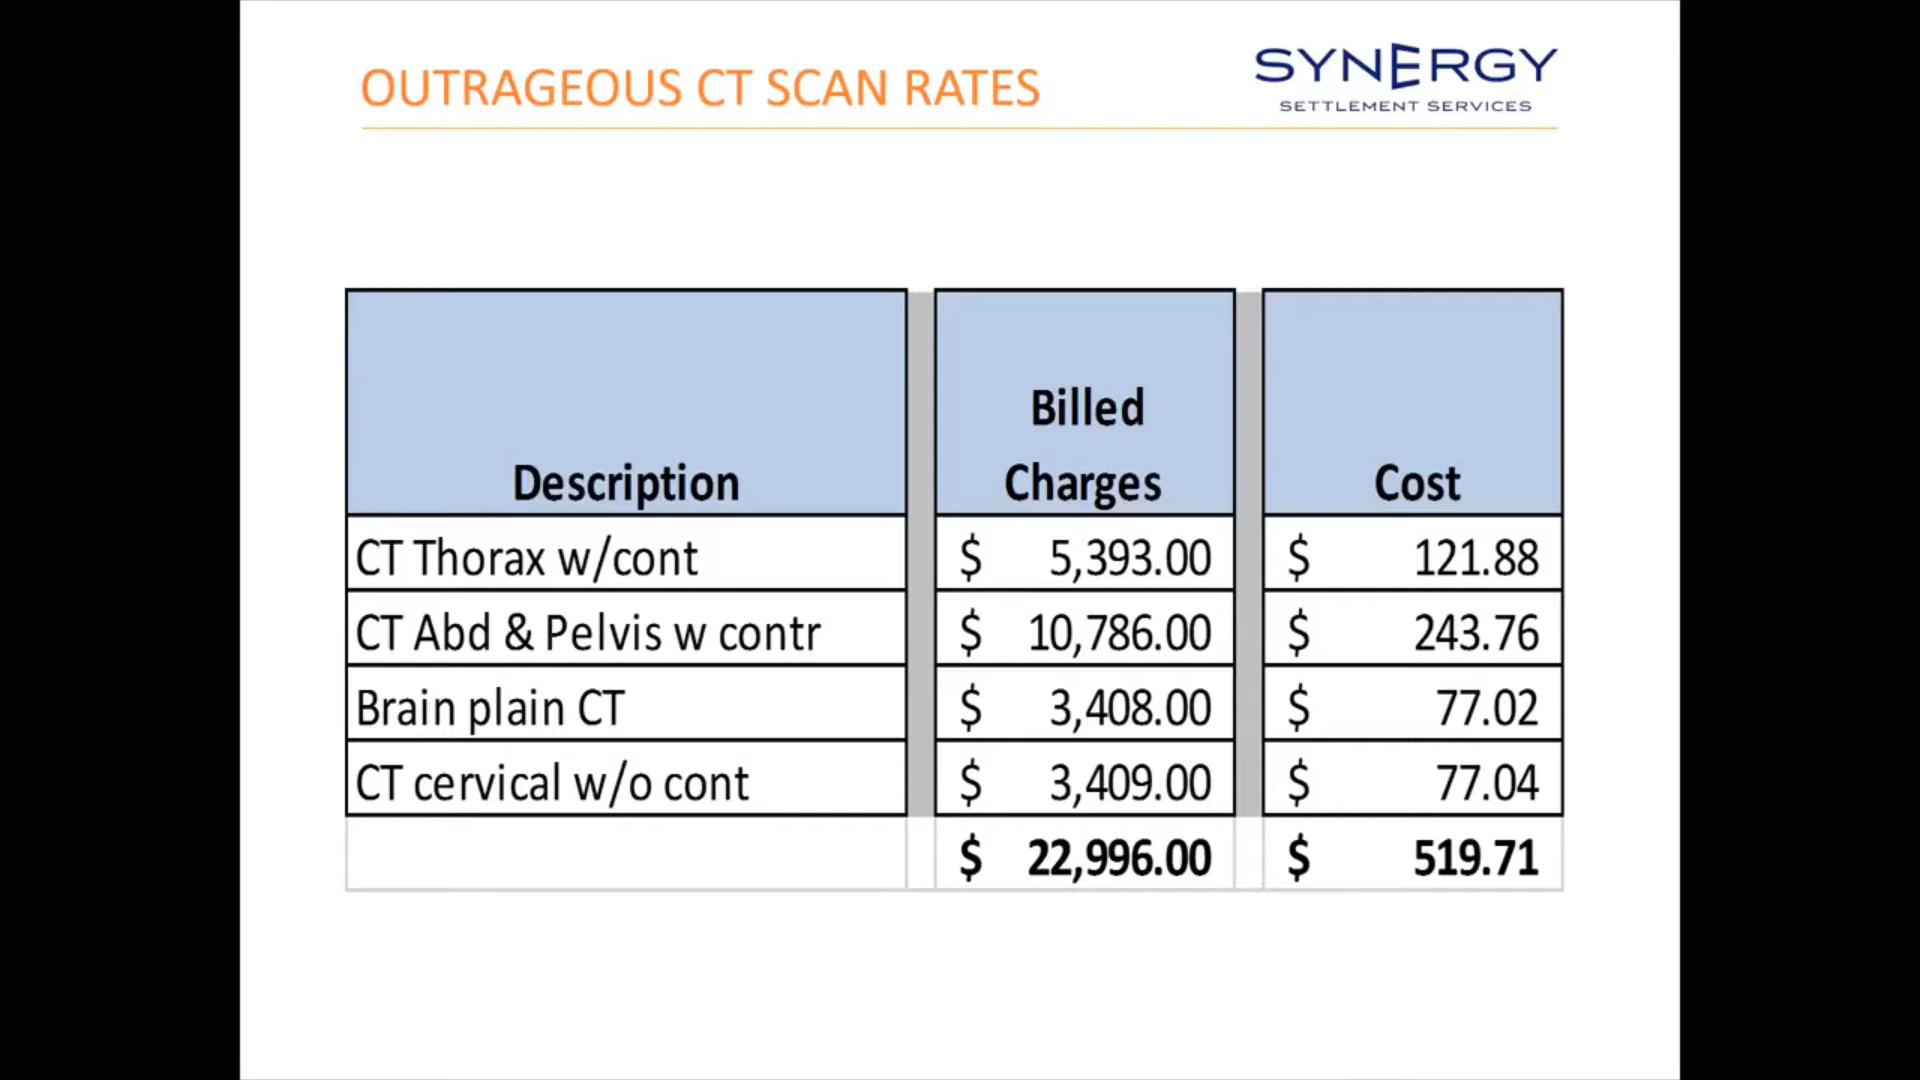 OUTRAGEOUS CT SCAN RATES
SYNERGY
SETTLEMENT SERVICES
Description Billed Charges Cost
CT Thorax w/cont $ 5,393.00 $ 121.88
CT Abd & Pelvis w contr $ 10,786.00 $ 243.76
Brain plain CT $ 3,408.00 $ 77.02
CT cervical w/o cont $ 3,409.00 $ 77.04
$ 22,996.00 $ 519.71